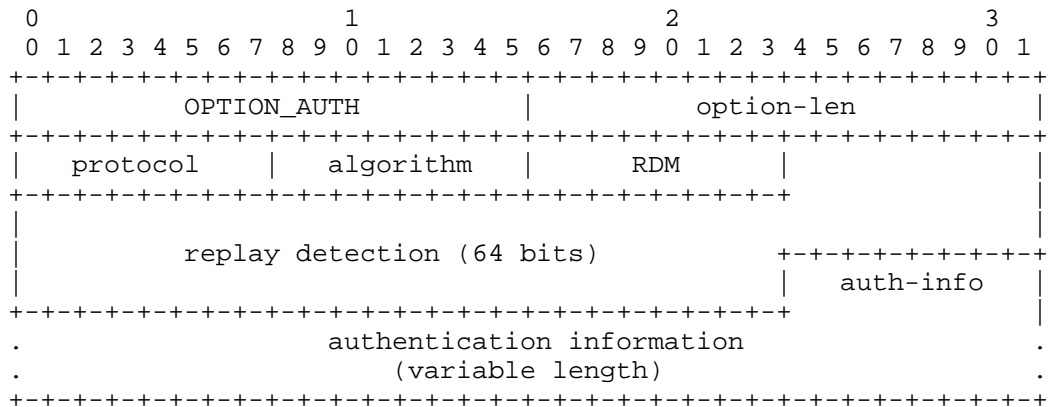 0                   1                   2                   3
 0 1 2 3 4 5 6 7 8 9 0 1 2 3 4 5 6 7 8 9 0 1 2 3 4 5 6 7 8 9 0 1
+-+-+-+-+-+-+-+-+-+-+-+-+-+-+-+-+-+-+-+-+-+-+-+-+-+-+-+-+-+-+-+-+
|          OPTION_AUTH          |          option-len           |
+-+-+-+-+-+-+-+-+-+-+-+-+-+-+-+-+-+-+-+-+-+-+-+-+-+-+-+-+-+-+-+-+
|   protocol    |   algorithm   |      RDM      |               |
+-+-+-+-+-+-+-+-+-+-+-+-+-+-+-+-+-+-+-+-+-+-+-+-+               |
|                                                               |
|          replay detection (64 bits)           +-+-+-+-+-+-+-+-+
|                                               |   auth-info   |
+-+-+-+-+-+-+-+-+-+-+-+-+-+-+-+-+-+-+-+-+-+-+-+-+               |
.                   authentication information                  .
.                       (variable length)                       .
+-+-+-+-+-+-+-+-+-+-+-+-+-+-+-+-+-+-+-+-+-+-+-+-+-+-+-+-+-+-+-+-+